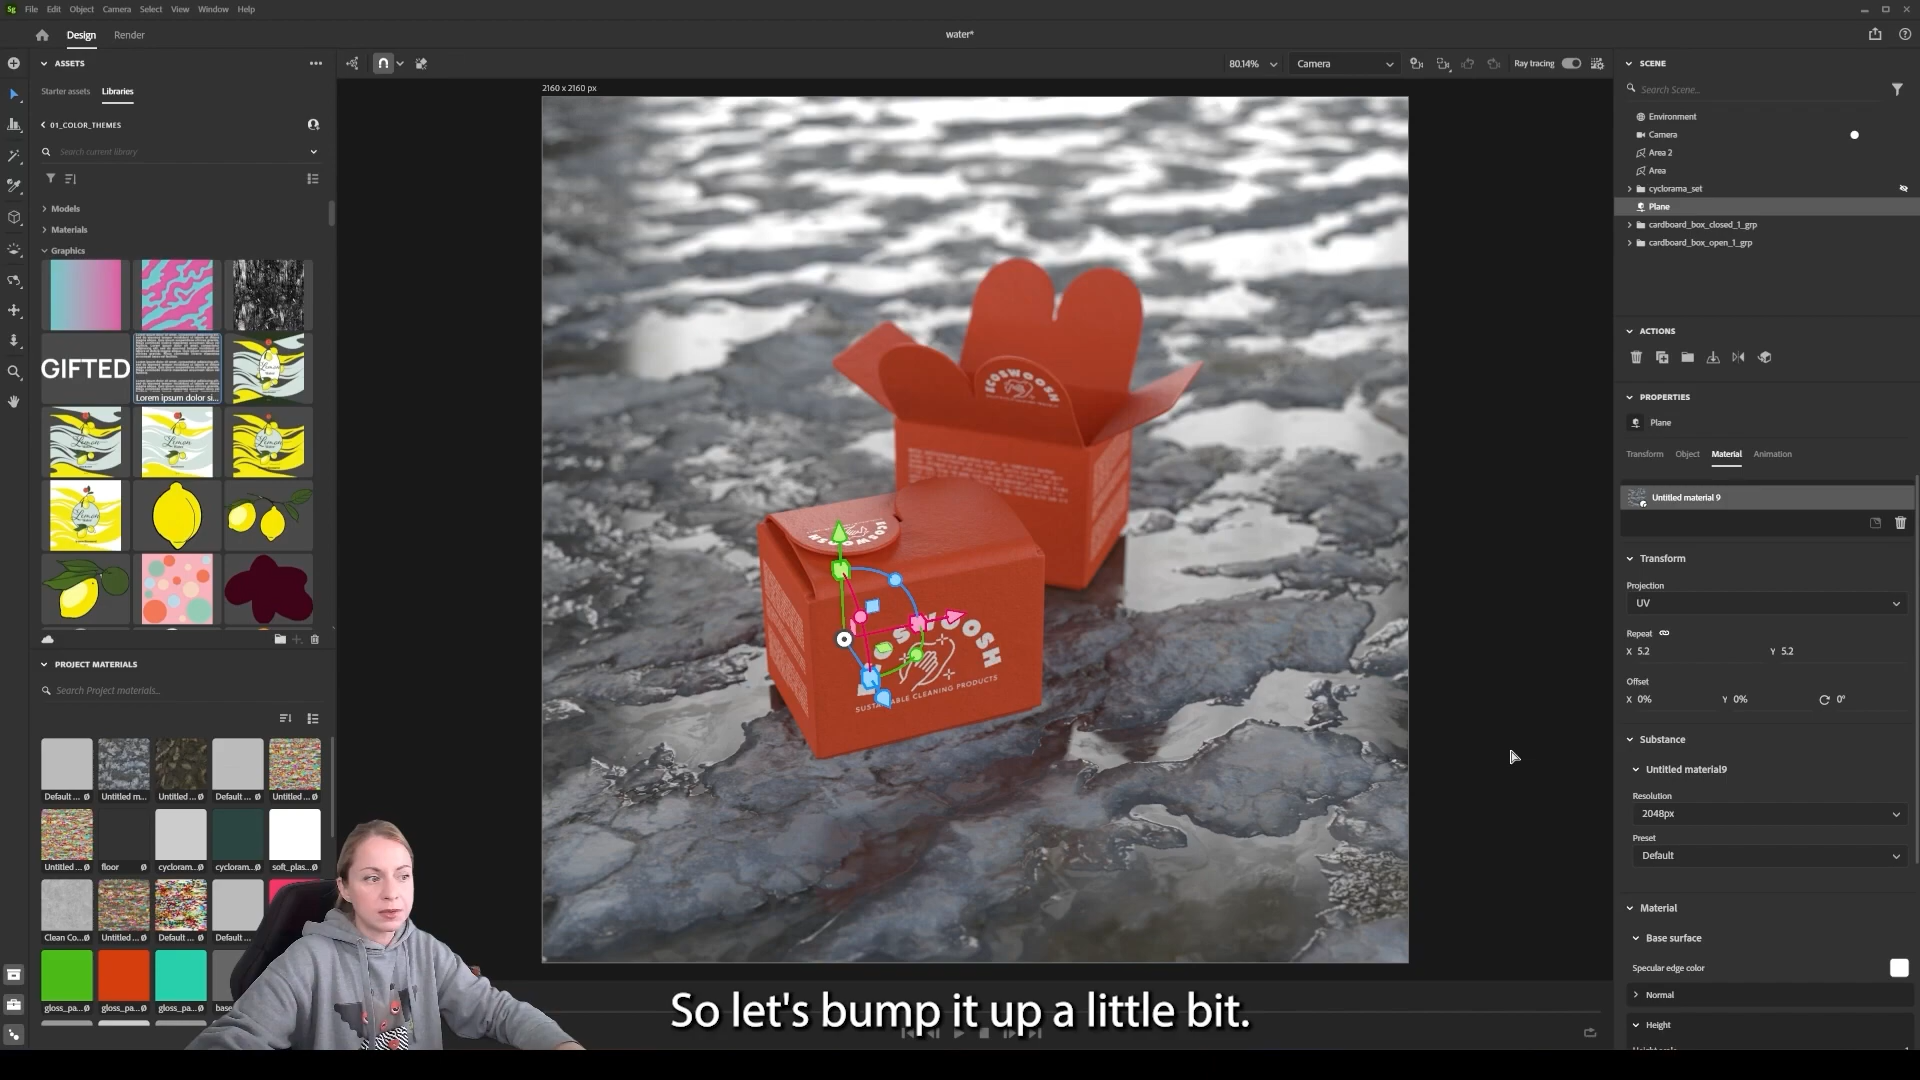 Sg File Edit Object Camera Select View Window Help
Design Render
water*
ASSETS
Starter assets Libraries
01_COLOR_THEMES
Search current library
Models
Materials
Graphics
GIFTED
Lorem ipsum dolor si...
PROJECT MATERIALS
Search Project materials...
Default ... Untitled m... Untitled ... Default ... Untitled ...
Untitled ... floor cycloram... cycloram... soft_plas...
Clean Co... Untitled ... Default ... Default ...
gloss_pa... gloss_pa... gloss_pa... base
80.14% Camera Ray tracing
2160 x 2160 px
ECOSWOOSH
ECOSWOOSH
SWOOSH
SUSTAINABLE CLEANING PRODUCTS
So let's bump it up a little bit.
SCENE
Search Scene...
Environment
Camera
Area 2
Area
cyclorama_set
Plane
cardboard_box_closed_1_grp
cardboard_box_open_1_grp
ACTIONS
PROPERTIES
Plane
Transform Object Material Animation
Untitled material 9
Transform
Projection
UV
Repeat
X 5.2 Y 5.2
Offset
X 0% Y 0% 0°
Substance
Untitled material9
Resolution
2048px
Preset
Default
Material
Base surface
Specular edge color
Normal
Height